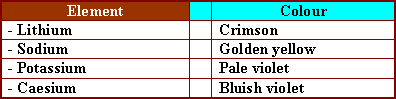 Element Colour
- Lithium Crimson
- Sodium Golden yellow
- Potassium Pale violet
- Caesium Bluish violet